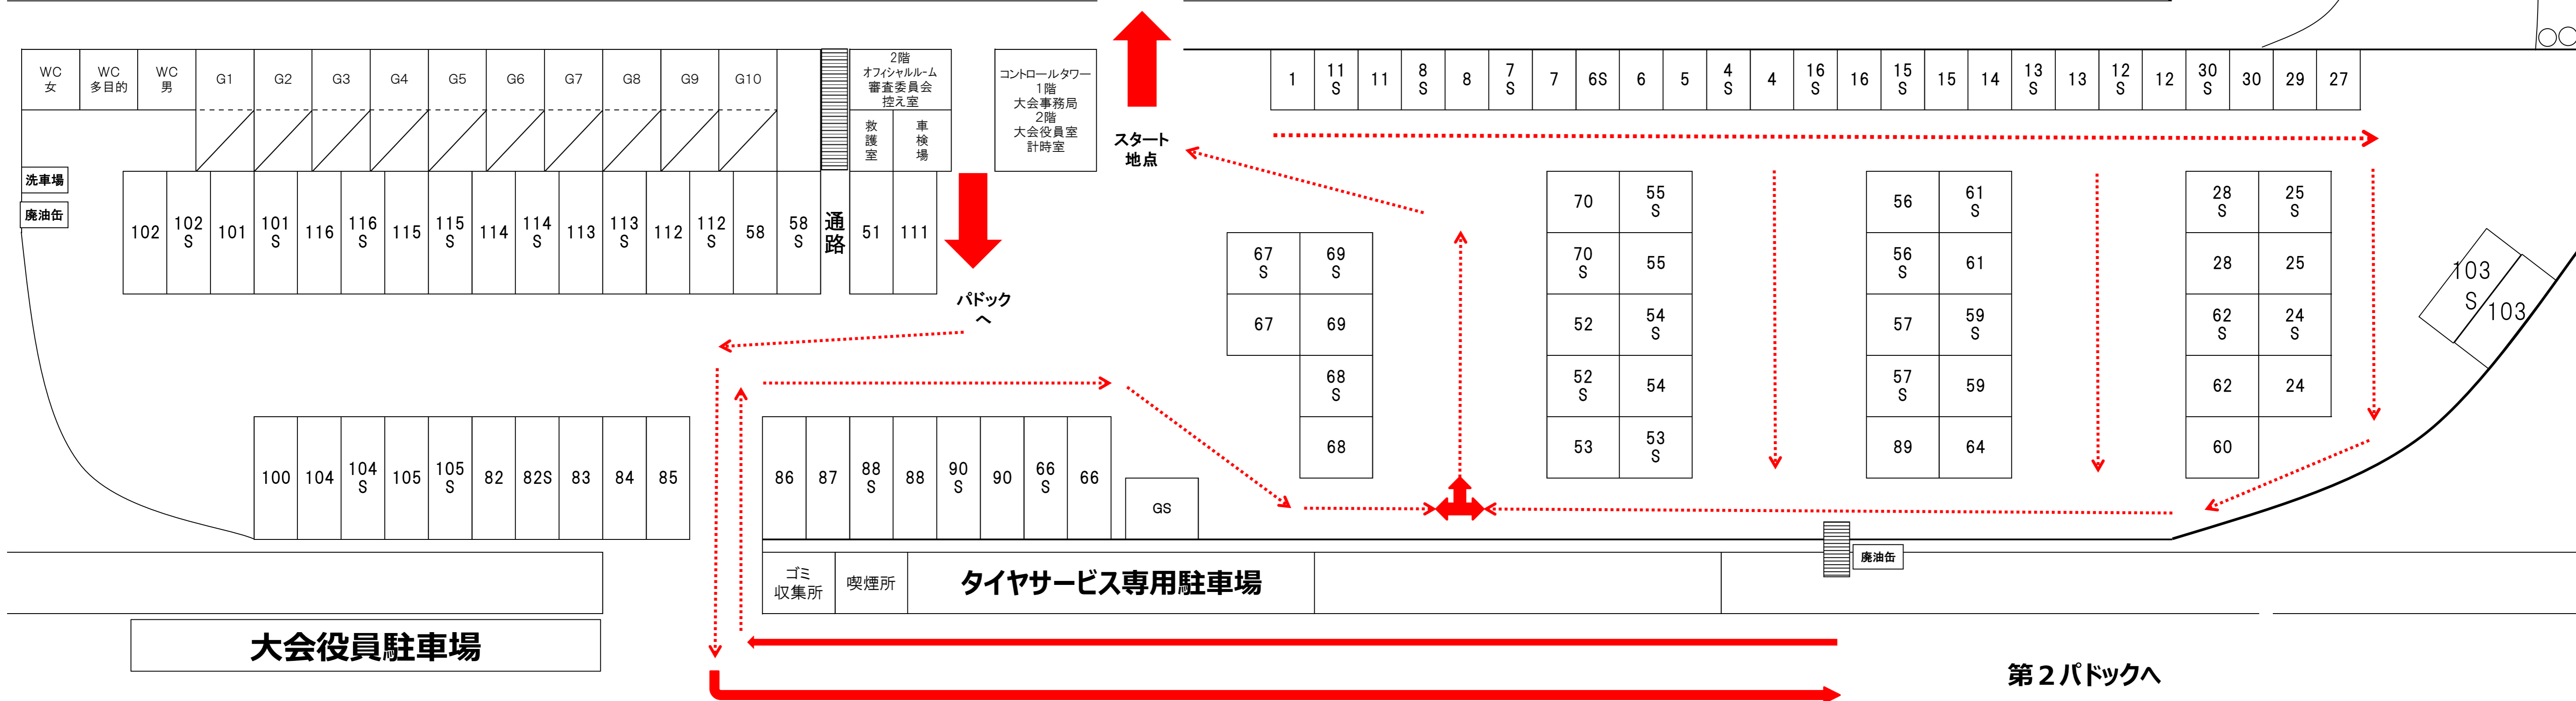 WC
女
WC
多目的
WC
男
G1
G2
G3
G4
G5
G6
G7
G8
G9
G10
2階
オフィシャルルーム
審査委員会
控え室
救護室
車検場
コントロールタワー
1階
大会事務局
2階
大会役員室
計時室
スタート
地点
1
11
S
11
8
S
8
7
S
7
6S
6
5
4
S
4
16
S
16
15
S
15
14
13
S
13
12
S
12
30
S
30
29
27
洗車場
廃油缶
102
102
S
101
101
S
116
116
S
115
115
S
114
114
S
113
113
S
112
112
S
58
58
S
通路
51
111
パドック
へ
67
S
69
S
67
69
68
S
68
70
55
S
70
S
55
52
54
S
52
S
54
53
53
S
56
61
S
56
S
61
57
59
S
57
S
59
89
64
28
S
25
S
28
25
62
S
24
S
62
24
60
103
S
103
100
104
104
S
105
105
S
82
82S
83
84
85
86
87
88
S
88
90
S
90
66
S
66
GS
ゴミ
収集所
喫煙所
タイヤサービス専用駐車場
廃油缶
大会役員駐車場
第２パドックへ